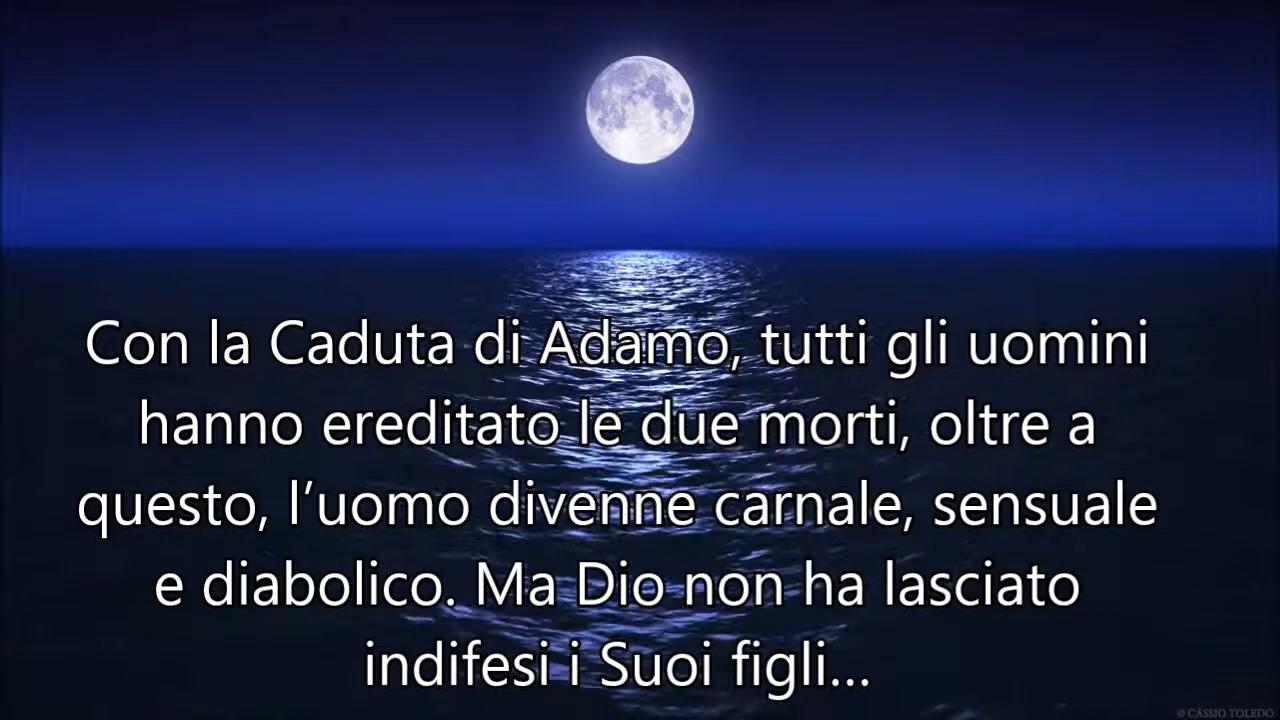 Con la Caduta di Adamo, tutti gli uomini
hanno ereditato le due morti, oltre a
questo, l’uomo divenne carnale, sensuale
e diabolico. Ma Dio non ha lasciato
indifesi i Suoi figli...
© CÁSSIO TOLEDO